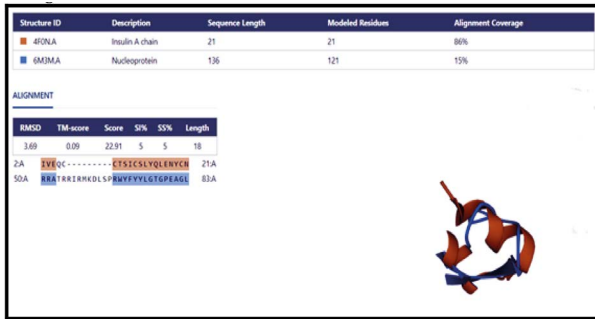 Structure ID Description Sequence Length Modeled Residues Alignment Coverage
4F0N.A Insulin A chain 21 21 86%
6M3M.A Nucleoprotein 136 121 15%
ALIGNMENT
RMSD TM-score Score SI% SS% Length
3.69 0.09 22.91 5 5 18
2:A IVEQC---------CTSICSLYQLENYCN 21:A
50:A RRATRRIRMKDLSPRWYFYYLGTGPEAGL 83:A